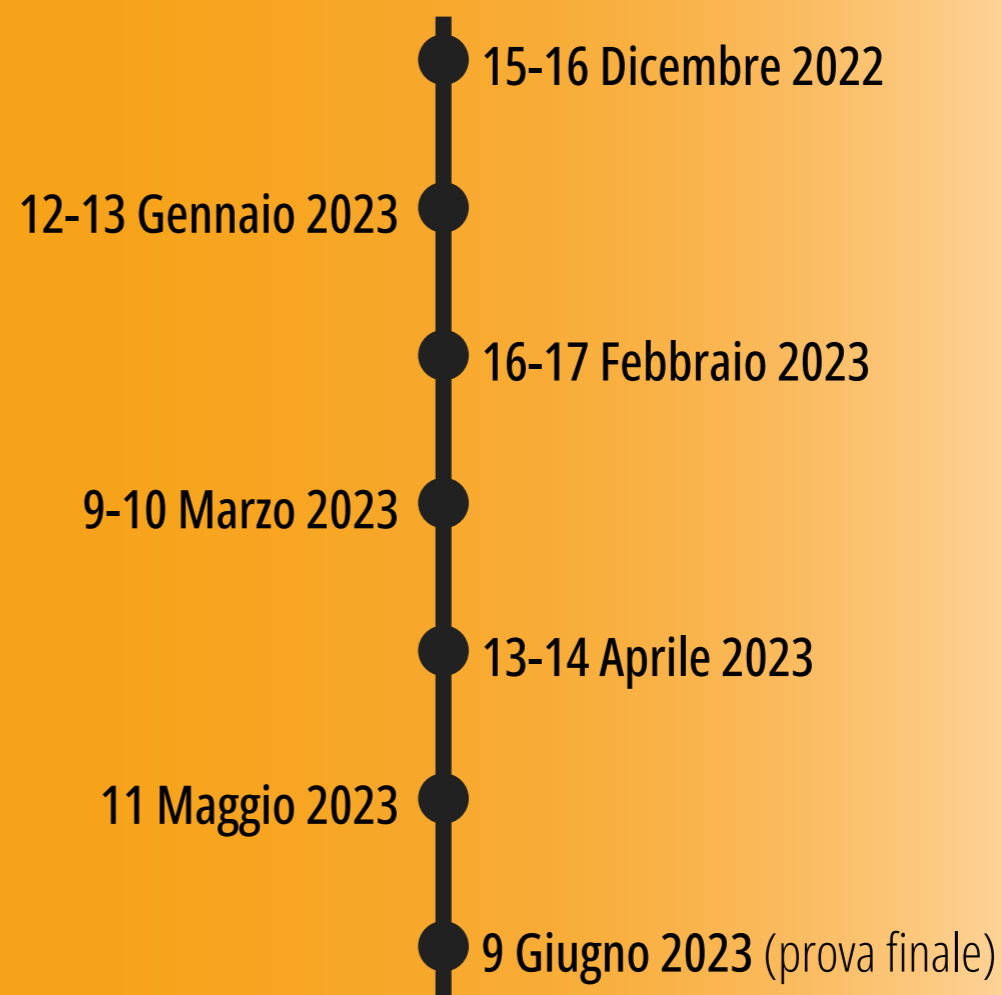 15-16 Dicembre 2022
12-13 Gennaio 2023
16-17 Febbraio 2023
9-10 Marzo 2023
13-14 Aprile 2023
11 Maggio 2023
9 Giugno 2023 (prova finale)